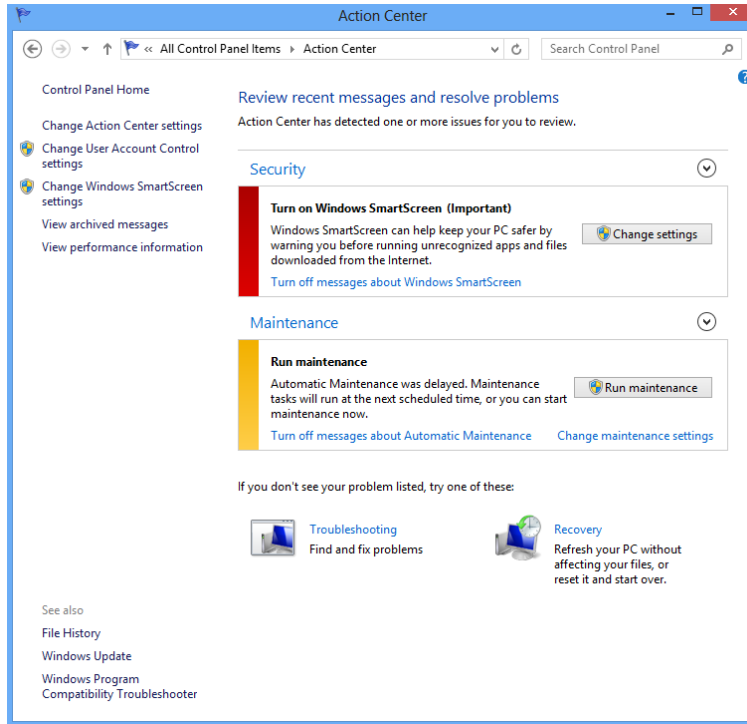 Action Center
« All Control Panel Items Action Center
Search Control Panel
Control Panel Home
Change Action Center settings
Change User Account Control
settings
Change Windows SmartScreen
settings
View archived messages
View performance information
Review recent messages and resolve problems
Action Center has detected one or more issues for you to review.
Security
Turn on Windows SmartScreen (Important)
Windows SmartScreen can help keep your PC safer by
warning you before running unrecognized apps and files
downloaded from the Internet.
Change settings
Turn off messages about Windows SmartScreen
Maintenance
Run maintenance
Automatic Maintenance was delayed. Maintenance
tasks will run at the next scheduled time, or you can start
maintenance now.
Run maintenance
Turn off messages about Automatic Maintenance Change maintenance settings
If you don't see your problem listed, try one of these:
Troubleshooting
Find and fix problems
Recovery
Refresh your PC without
affecting your files, or
reset it and start over.
See also
File History
Windows Update
Windows Program
Compatibility Troubleshooter